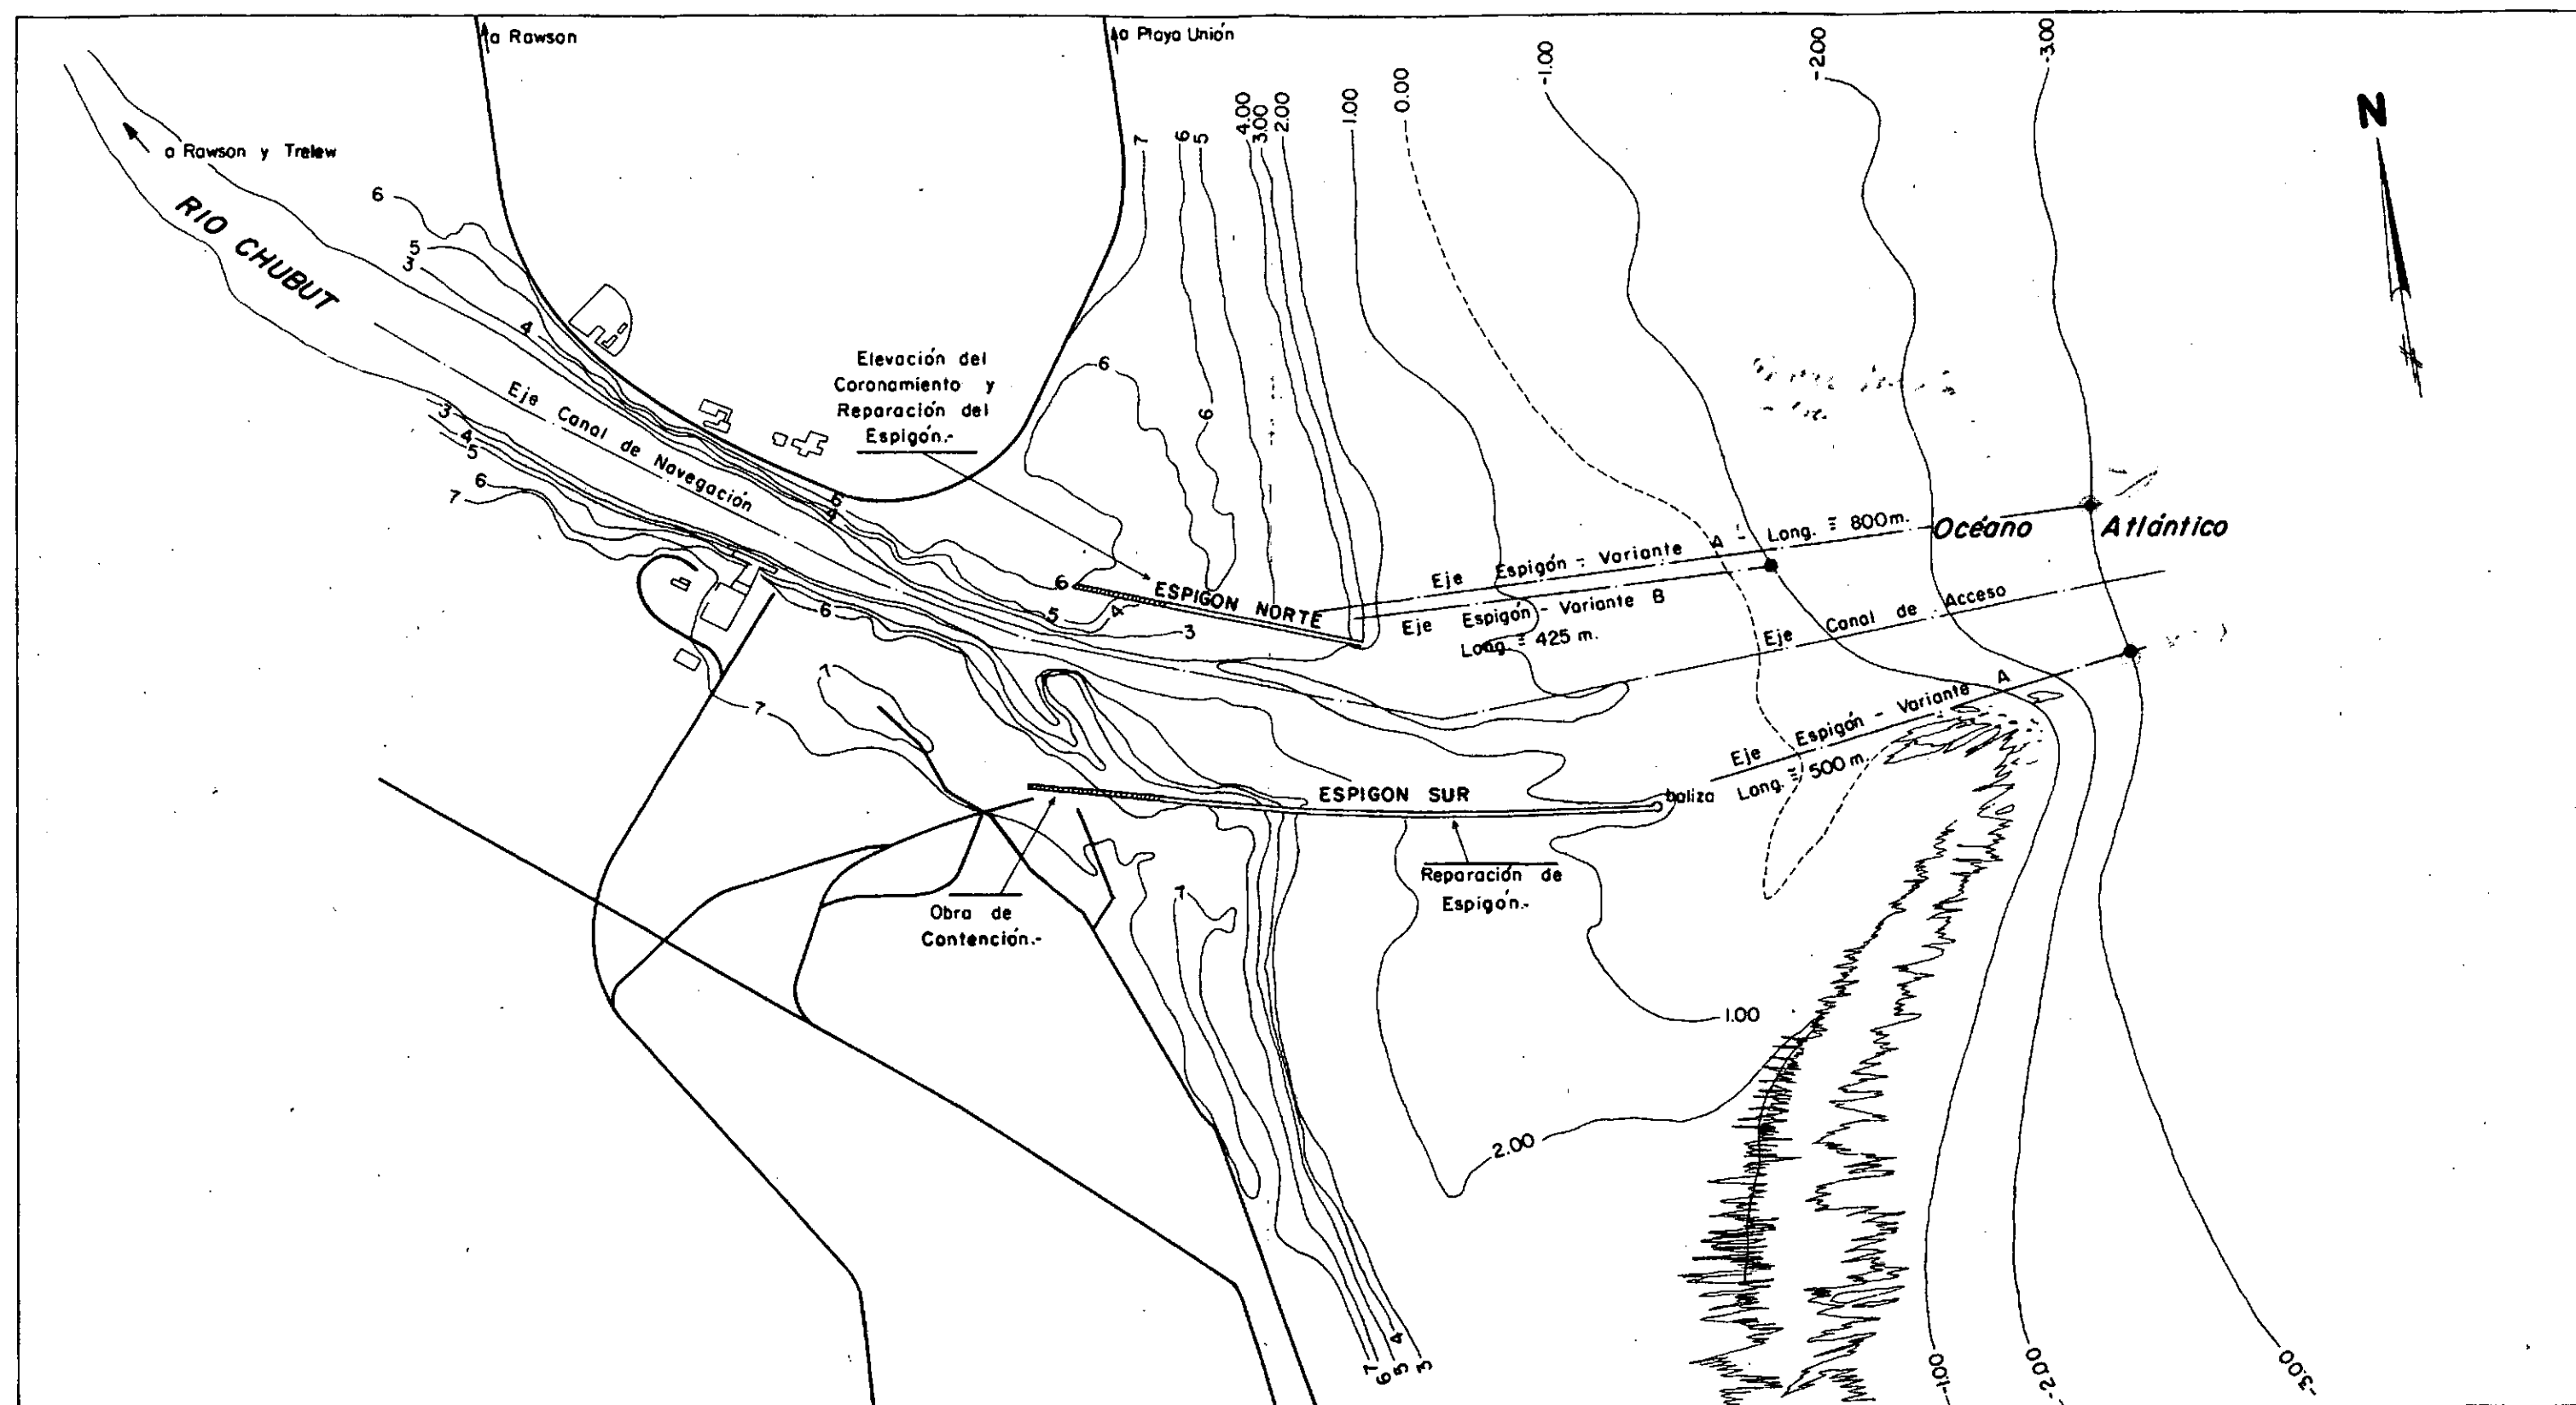 a Rawson
a Playa Unión
-1.00
-2.00
-3.00
N
a Rawson y Trelew
RIO CHUBUT
7
6
5
4.00
3.00
2.00
1.00
0.00
6
5
3
4
Eje Canal de Navegación
Elevación del
Coronamiento y
Reparación del
Espigón.-
6
6
3
4
5
6
7
6
4
6
ESPIGON NORTE
5
4
3
6
Eje Espigón - Variante A - Long. ≡ 800 m.
Océano Atlántico
Eje Espigón - Variante B
Long. ≡ 425 m.
Eje Canal de Acceso
7
7
Eje Espigón - Variante A
Long. ≡ 500 m.
ESPIGON SUR
baliza
Reparación de
Espigón.-
Obra de
Contención.-
7
1.00
2.00
7
6
5
4
3
-1.00
-2.00
-3.00